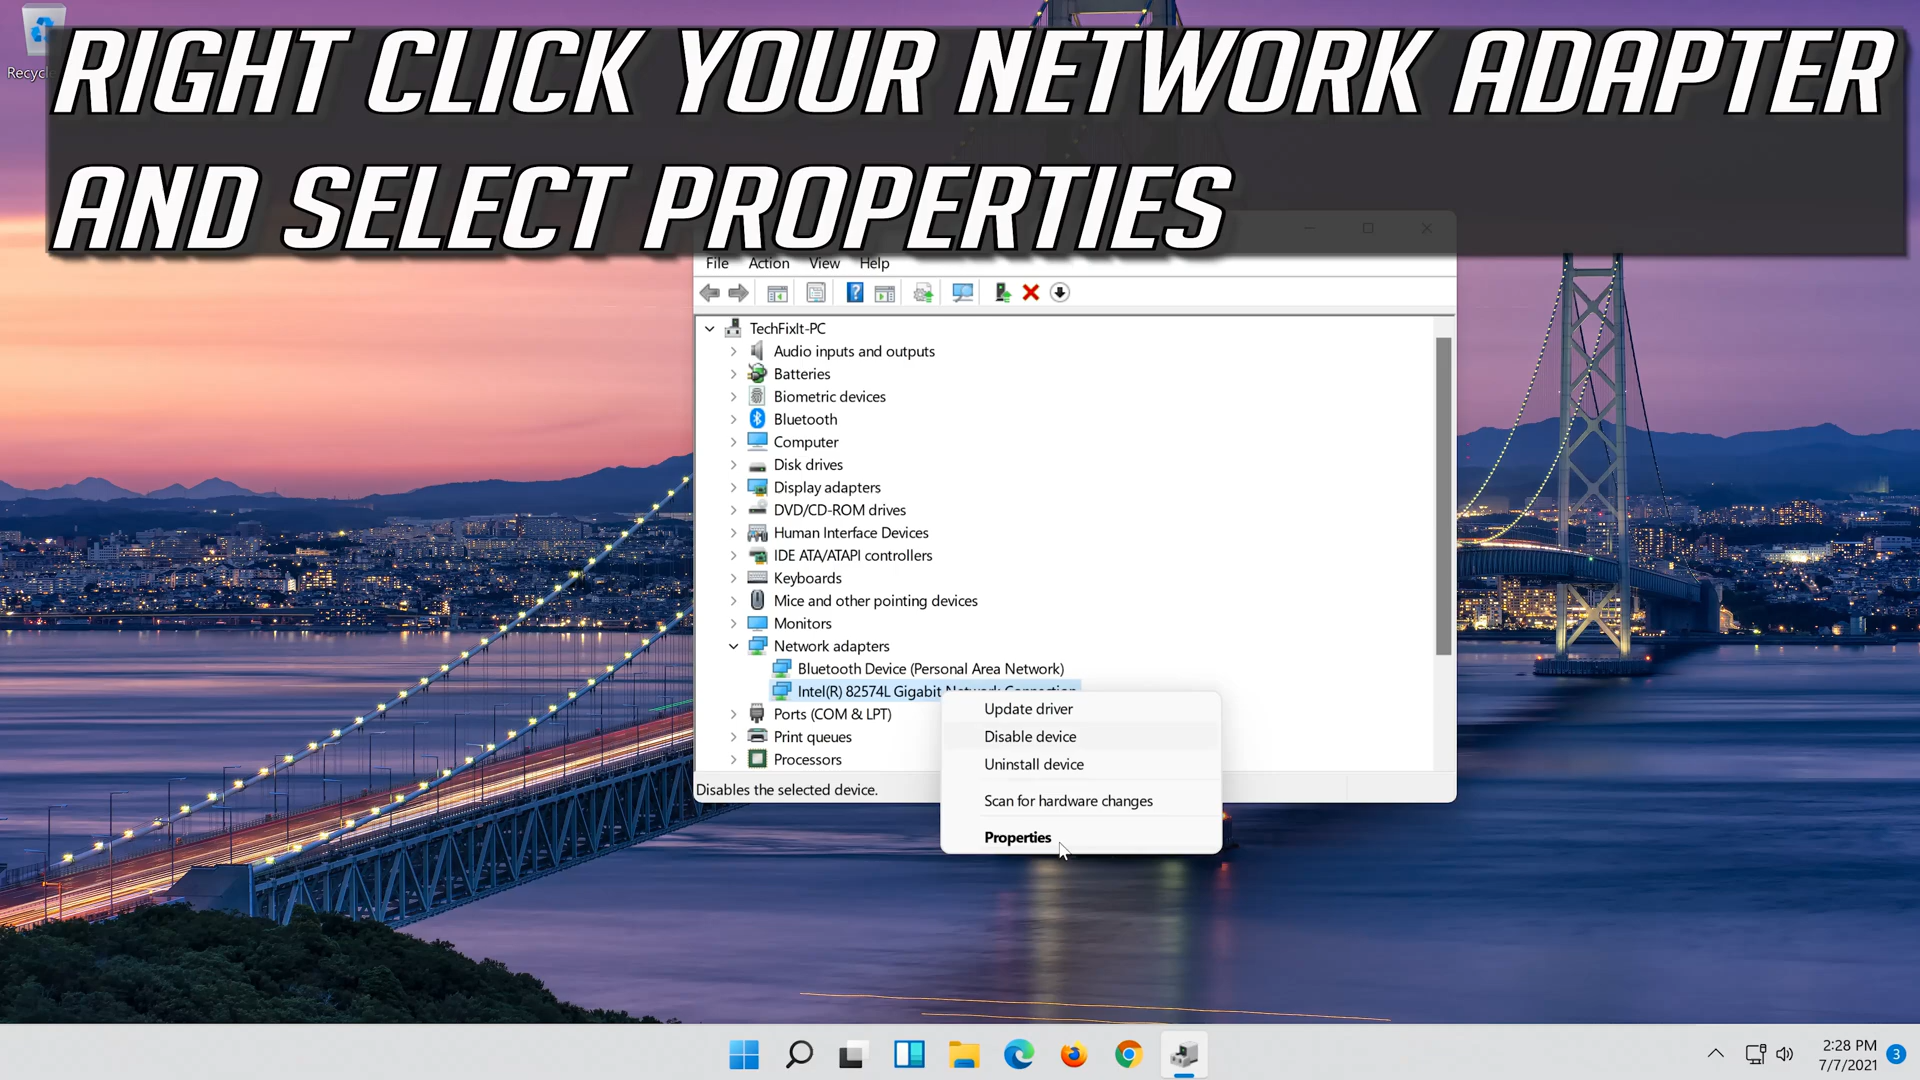 RIGHT CLICK YOUR NETWORK ADAPTER
AND SELECT PROPERTIES
File Action View Help
TechFixIt-PC
Audio inputs and outputs
Batteries
Biometric devices
Bluetooth
Computer
Disk drives
Display adapters
DVD/CD-ROM drives
Human Interface Devices
IDE ATA/ATAPI controllers
Keyboards
Mice and other pointing devices
Monitors
Network adapters
Bluetooth Device (Personal Area Network)
Intel(R) 82574L Gigabit Network Connection
Ports (COM & LPT)
Print queues
Processors
Update driver
Disable device
Uninstall device
Scan for hardware changes
Properties
Disables the selected device.
2:28 PM
7/7/2021
3